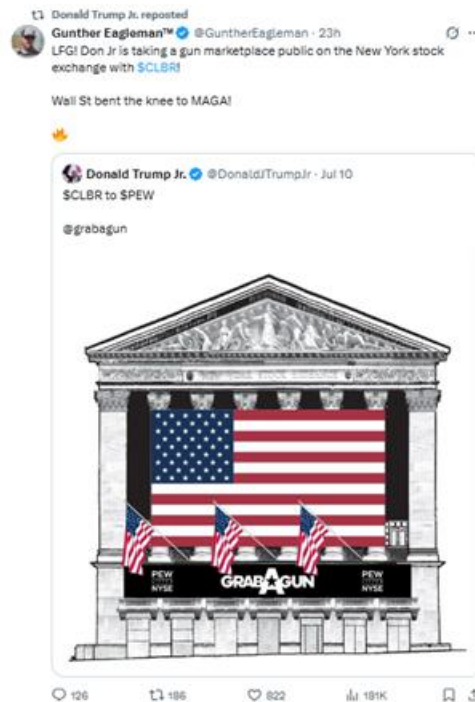 Donald Trump Jr. reposted
Gunther Eagleman™ @GuntherEagleman · 23h
LFG! Don Jr is taking a gun marketplace public on the New York stock
exchange with $CLBR!
Wall St bent the knee to MAGA!
Donald Trump Jr. @DonaldJTrumpJr · Jul 10
$CLBR to $PEW
@grabagun
PEW
NYSE
GRABAGUN
PEW
NYSE
126 186 822 181K